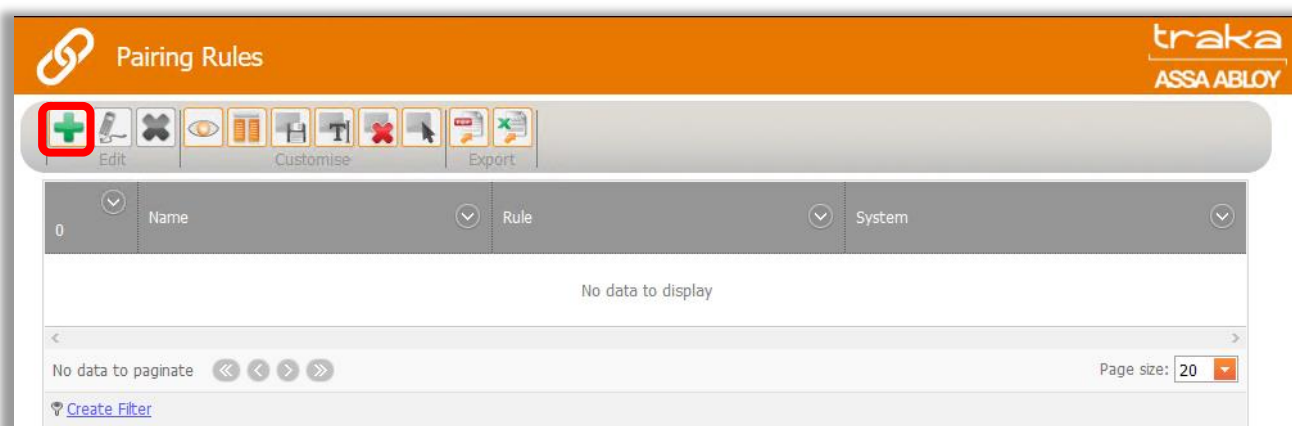 Pairing Rules
traka
ASSA ABLOY
Edit
Customise
Export
0
Name
Rule
System
No data to display
No data to paginate
Page size: 20
Create Filter